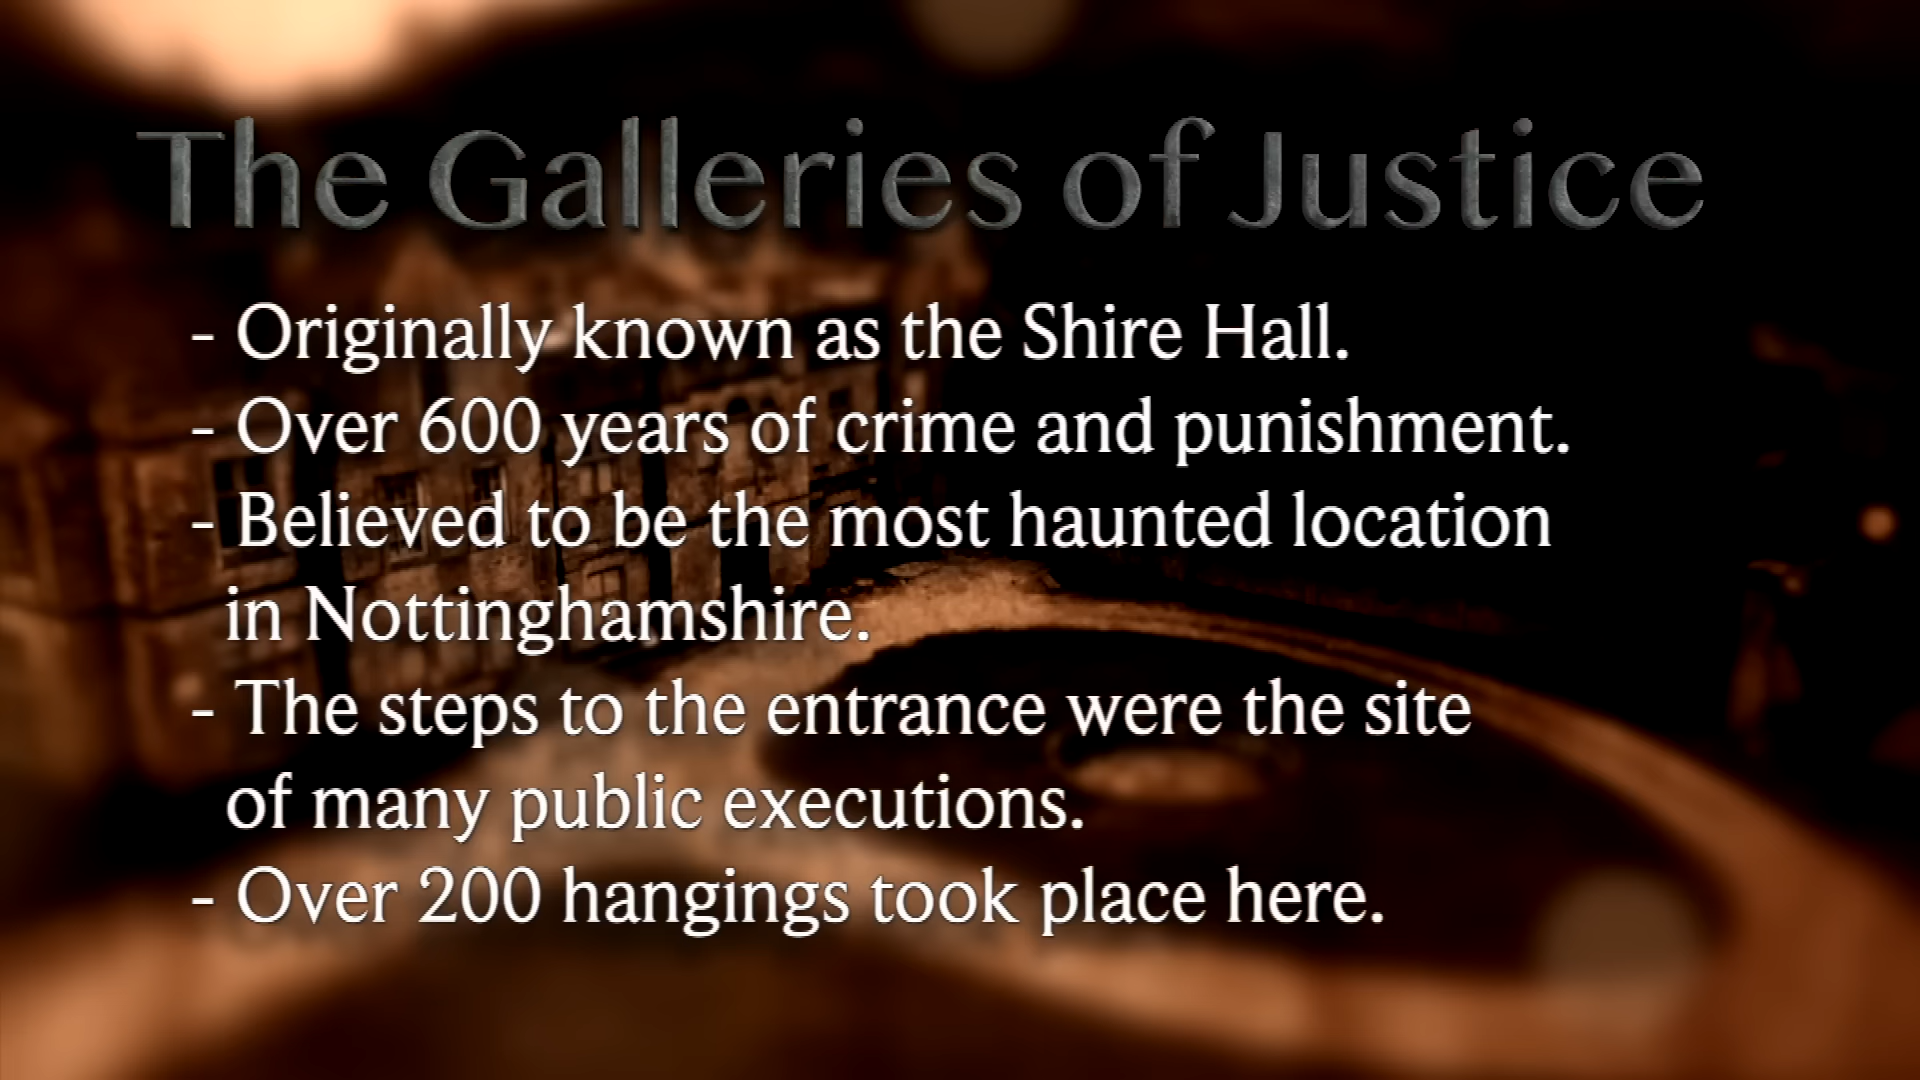 The Galleries of Justice
- Originally known as the Shire Hall.
- Over 600 years of crime and punishment.
- Believed to be the most haunted location
in Nottinghamshire.
- The steps to the entrance were the site
of many public executions.
- Over 200 hangings took place here.